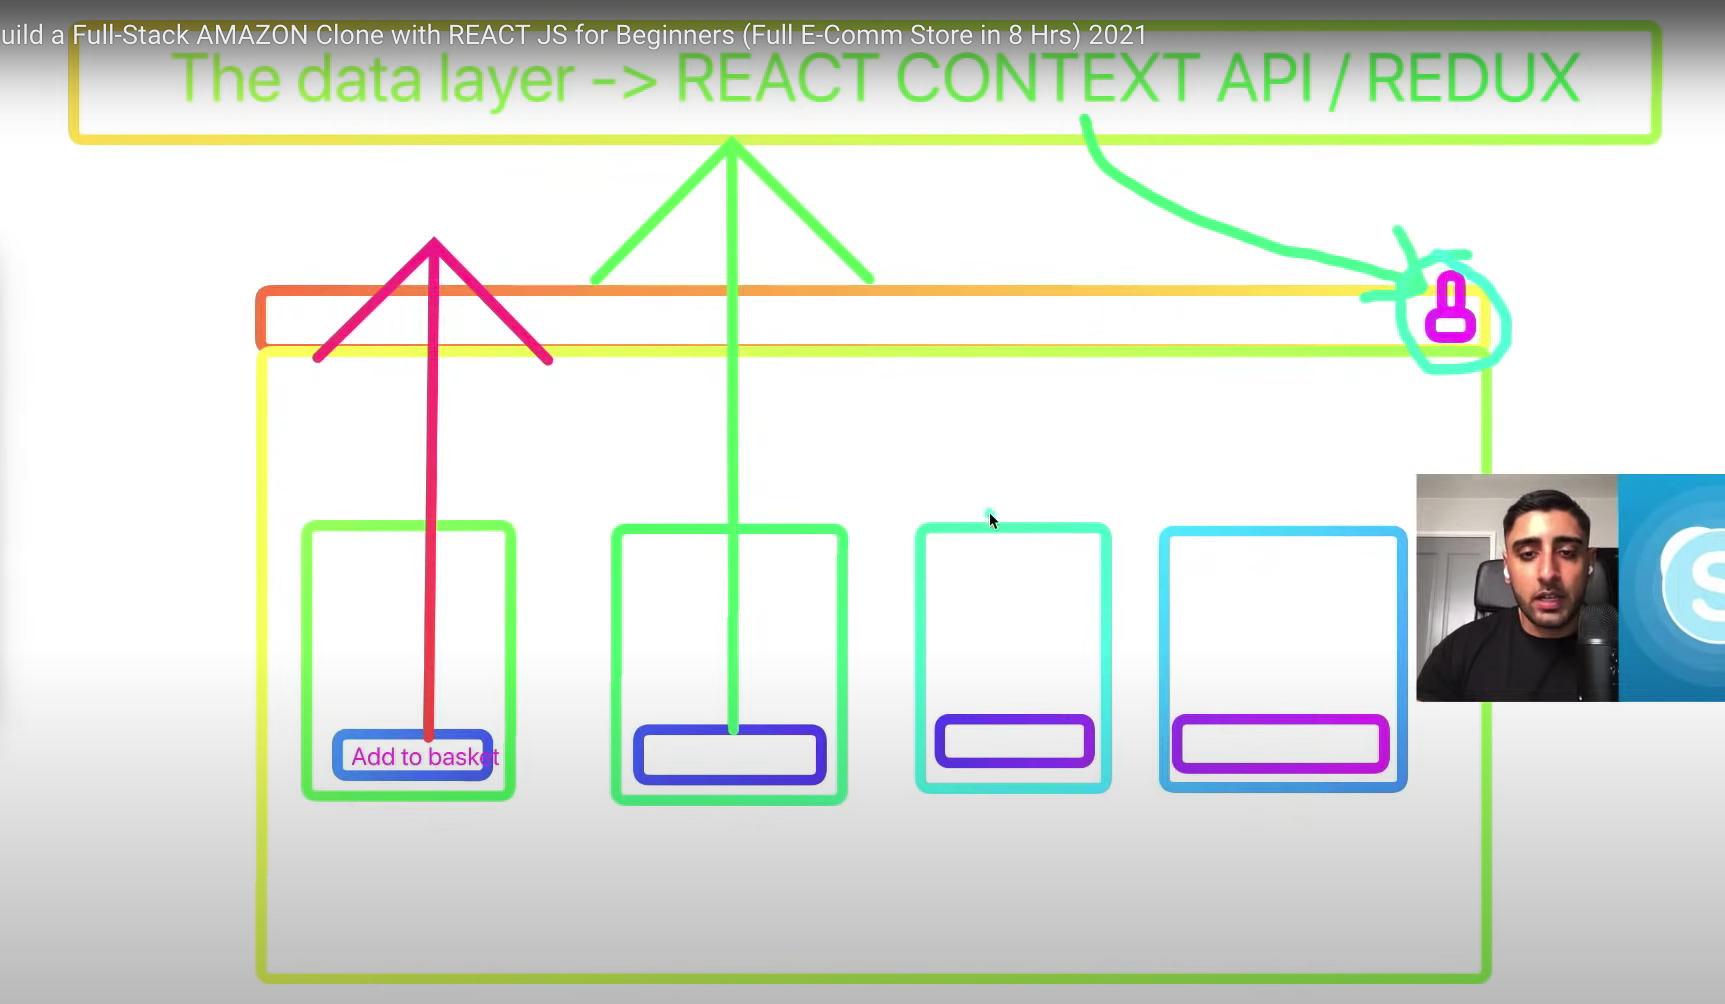 uild a Full-Stack AMAZON Clone with REACT JS for Beginners (Full E-Comm Store in 8 Hrs) 2021
The data layer -> REACT CONTEXT API / REDUX
Add to basket
S